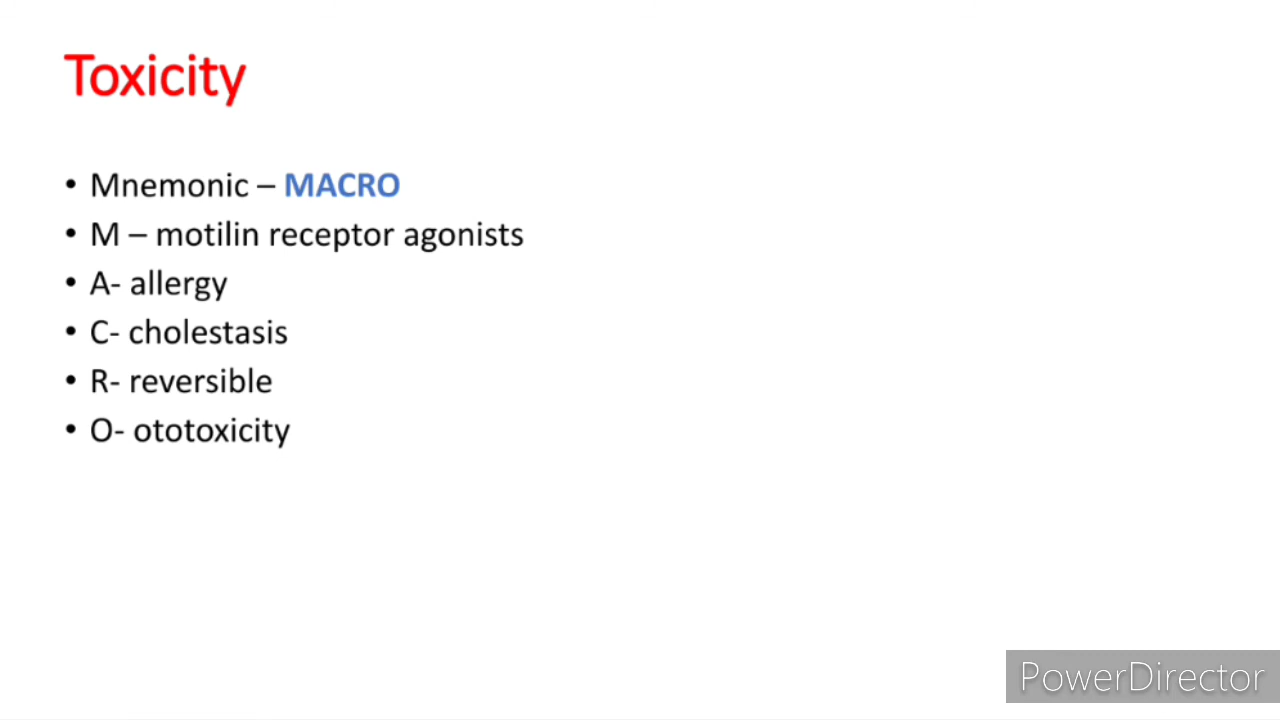 Toxicity
• Mnemonic – MACRO
• M – motilin receptor agonists
• A- allergy
• C- cholestasis
• R- reversible
• O- ototoxicity
PowerDirector